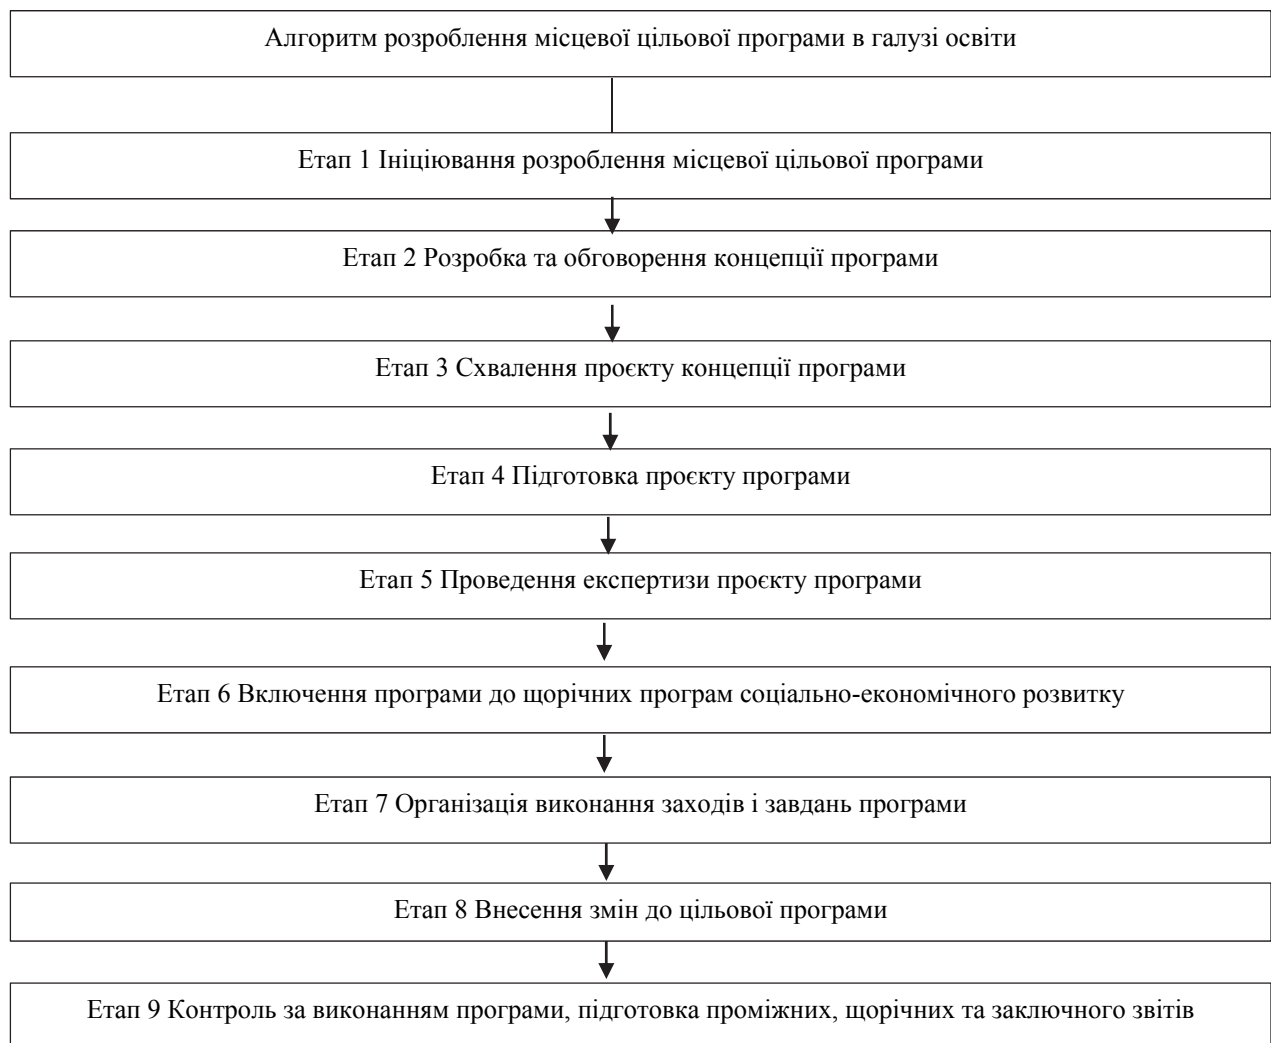 Алгоритм розроблення місцевої цільової програми в галузі освіти
Етап 1 Ініціювання розроблення місцевої цільової програми
Етап 2 Розробка та обговорення концепції програми
Етап 3 Схвалення проєкту концепції програми
Етап 4 Підготовка проєкту програми
Етап 5 Проведення експертизи проєкту програми
Етап 6 Включення програми до щорічних програм соціально-економічного розвитку
Етап 7 Організація виконання заходів і завдань програми
Етап 8 Внесення змін до цільової програми
Етап 9 Контроль за виконанням програми, підготовка проміжних, щорічних та заключного звітів